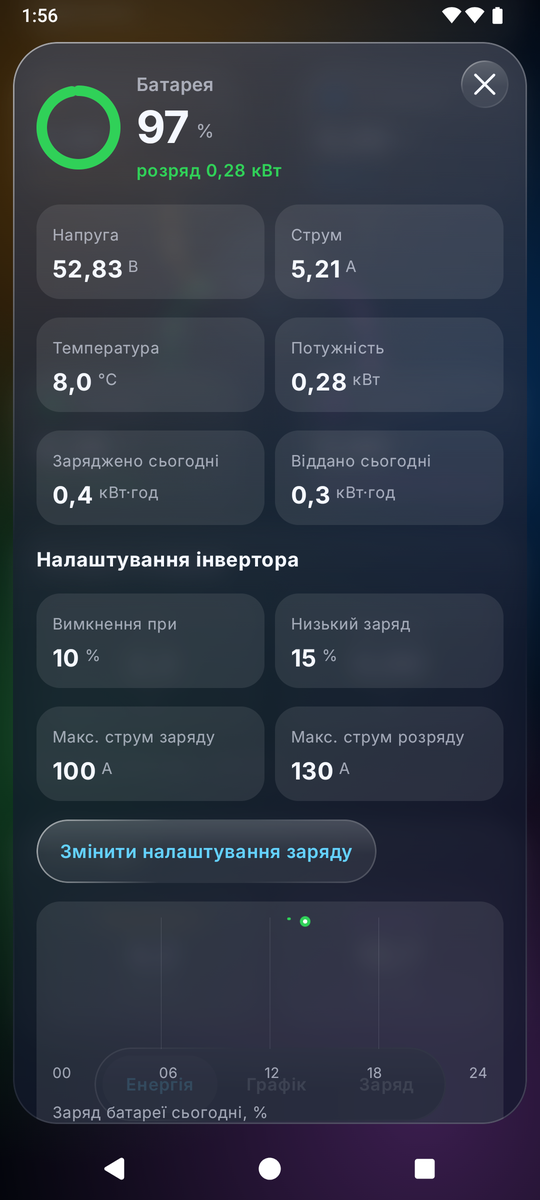 1:56
Батарея
97 %
розряд 0,28 кВт
Напруга
52,83 В
Струм
5,21 А
Температура
8,0 °C
Потужність
0,28 кВт
Заряджено сьогодні
0,4 кВт·год
Віддано сьогодні
0,3 кВт·год
Налаштування інвертора
Вимкнення при
10 %
Низький заряд
15 %
Макс. струм заряду
100 А
Макс. струм розряду
130 А
Змінити налаштування заряду
00 06 12 18 24
Енергія Графік Заряд
Заряд батареї сьогодні, %